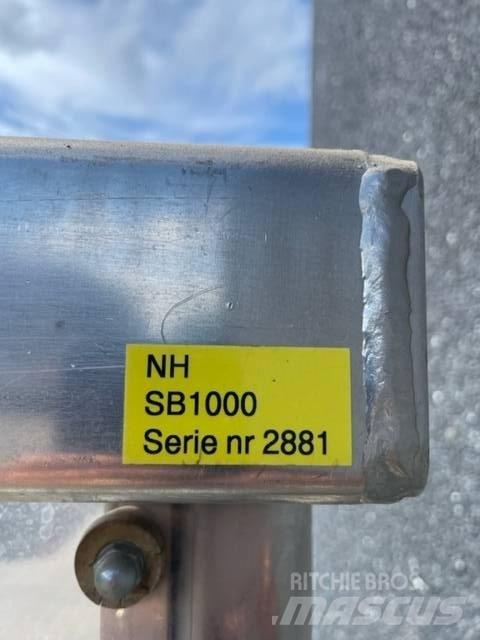 NH
SB1000
Serie nr 2881
RITCHIE BROS.
MASCUS